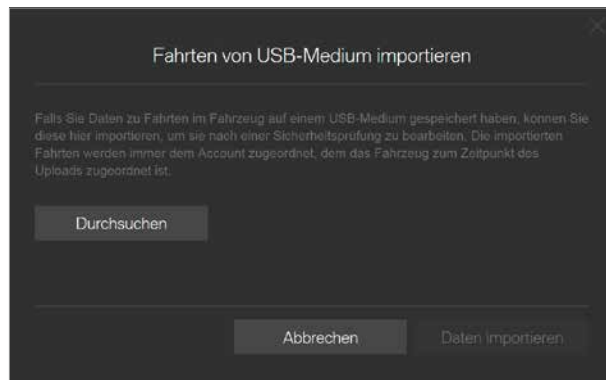 Fahrten von USB-Medium importieren
Falls Sie Daten zu Fahrten im Fahrzeug auf einem USB-Medium gespeichert haben, können Sie
diese hier importieren, um sie nach einer Sicherheitsprüfung zu bearbeiten. Die importierten
Fahrten werden immer dem Account zugeordnet, dem das Fahrzeug zum Zeitpunkt des
Uploads zugeordnet ist.
Durchsuchen
Abbrechen Daten importieren